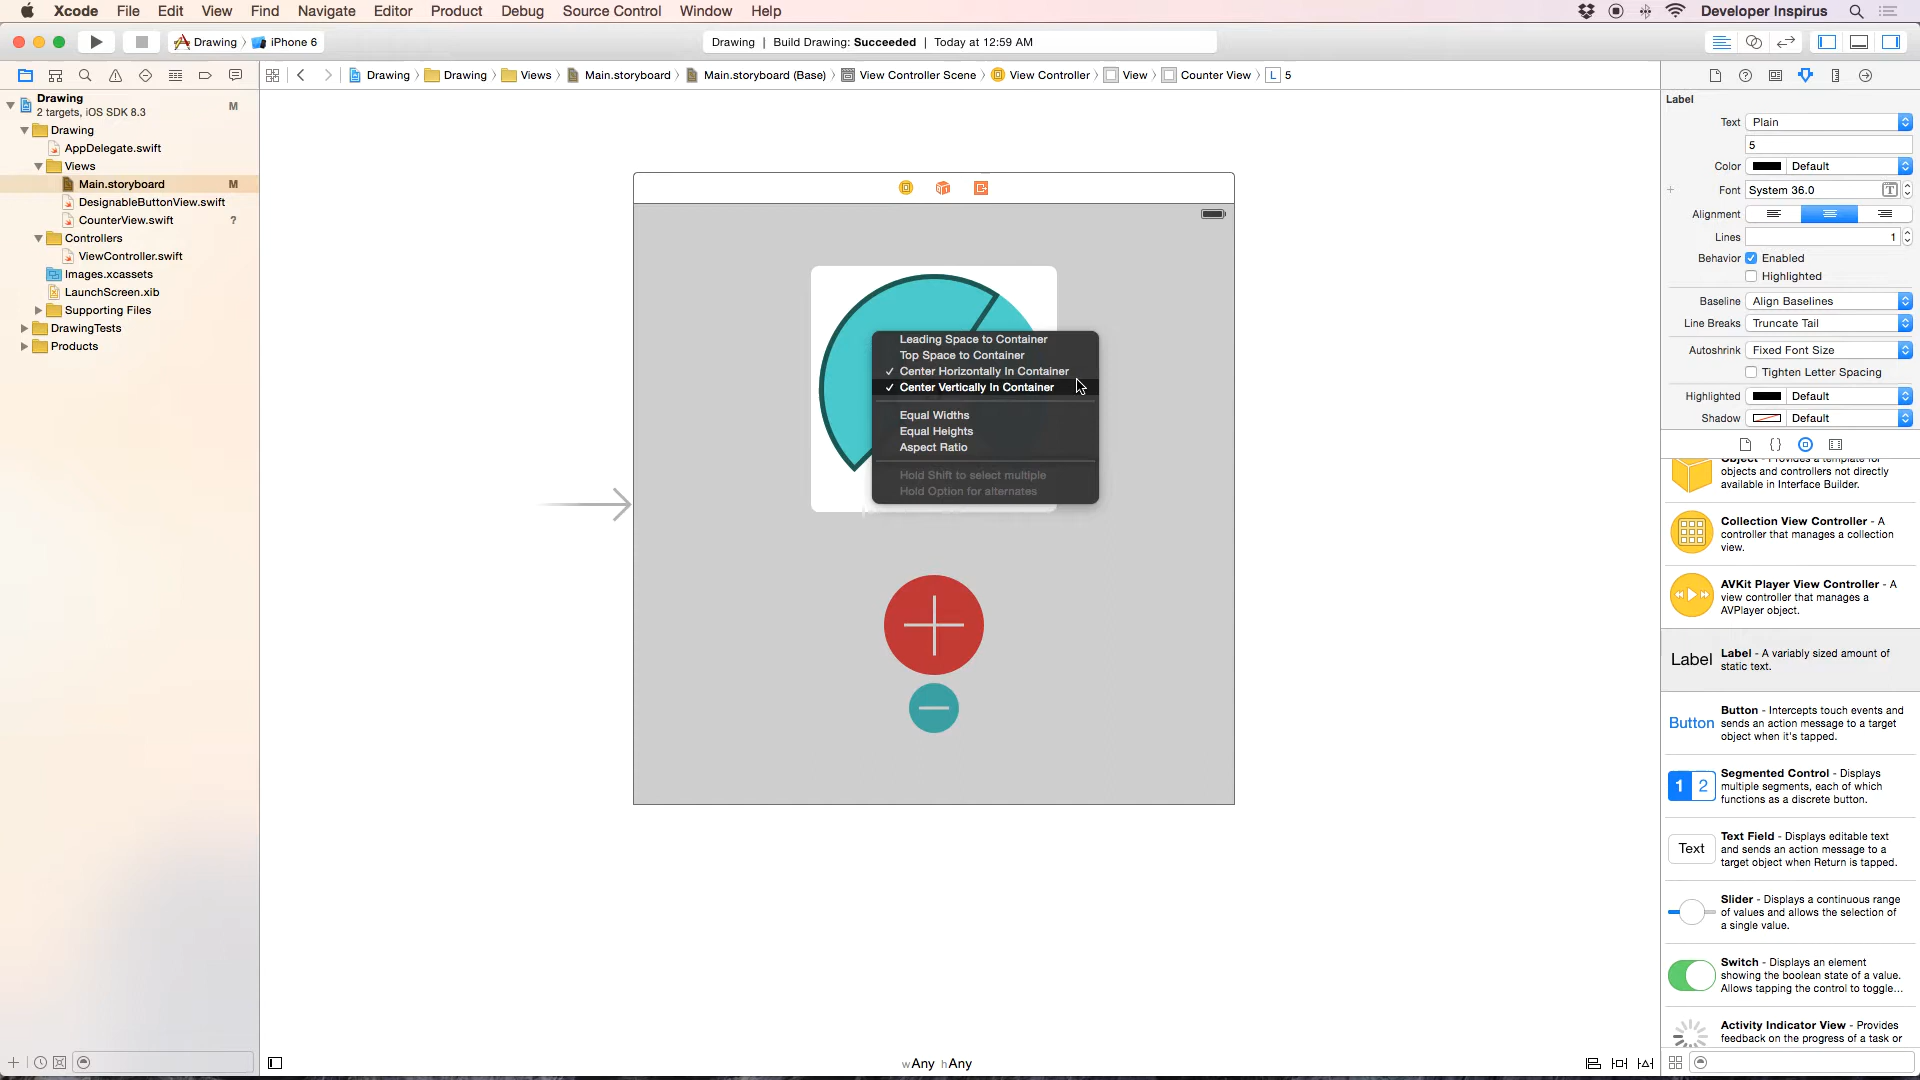 Xcode File Edit View Find Navigate Editor Product Debug Source Control Window Help Developer Inspirus
Drawing iPhone 6 Drawing | Build Drawing: Succeeded | Today at 12:59 AM
Drawing Drawing Views Main.storyboard Main.storyboard (Base) View Controller Scene View Controller View Counter View L 5
Drawing M
2 targets, iOS SDK 8.3
Drawing
AppDelegate.swift
Views
Main.storyboard M
DesignableButtonView.swift
CounterView.swift ?
Controllers
ViewController.swift
Images.xcassets
LaunchScreen.xib
Supporting Files
DrawingTests
Products
Leading Space to Container
Top Space to Container
✓ Center Horizontally In Container
✓ Center Vertically In Container
Equal Widths
Equal Heights
Aspect Ratio
Hold Shift to select multiple
Hold Option for alternates
wAny hAny
Label
Text Plain
5
Color Default
Font System 36.0 T
Alignment
Lines 1
Behavior Enabled
Highlighted
Baseline Align Baselines
Line Breaks Truncate Tail
Autoshrink Fixed Font Size
Tighten Letter Spacing
Highlighted Default
Shadow Default
Object - Provides a template for
objects and controllers not directly
available in Interface Builder.
Collection View Controller - A
controller that manages a collection
view.
AVKit Player View Controller - A
view controller that manages a
AVPlayer object.
Label Label - A variably sized amount of
static text.
Button - Intercepts touch events and
Button sends an action message to a target
object when it's tapped.
Segmented Control - Displays
1 2 multiple segments, each of which
functions as a discrete button.
Text Field - Displays editable text
Text and sends an action message to a
target object when Return is tapped.
Slider - Displays a continuous range
of values and allows the selection of
a single value.
Switch - Displays an element
showing the boolean state of a value.
Allows tapping the control to toggle...
Activity Indicator View - Provides
feedback on the progress of a task or